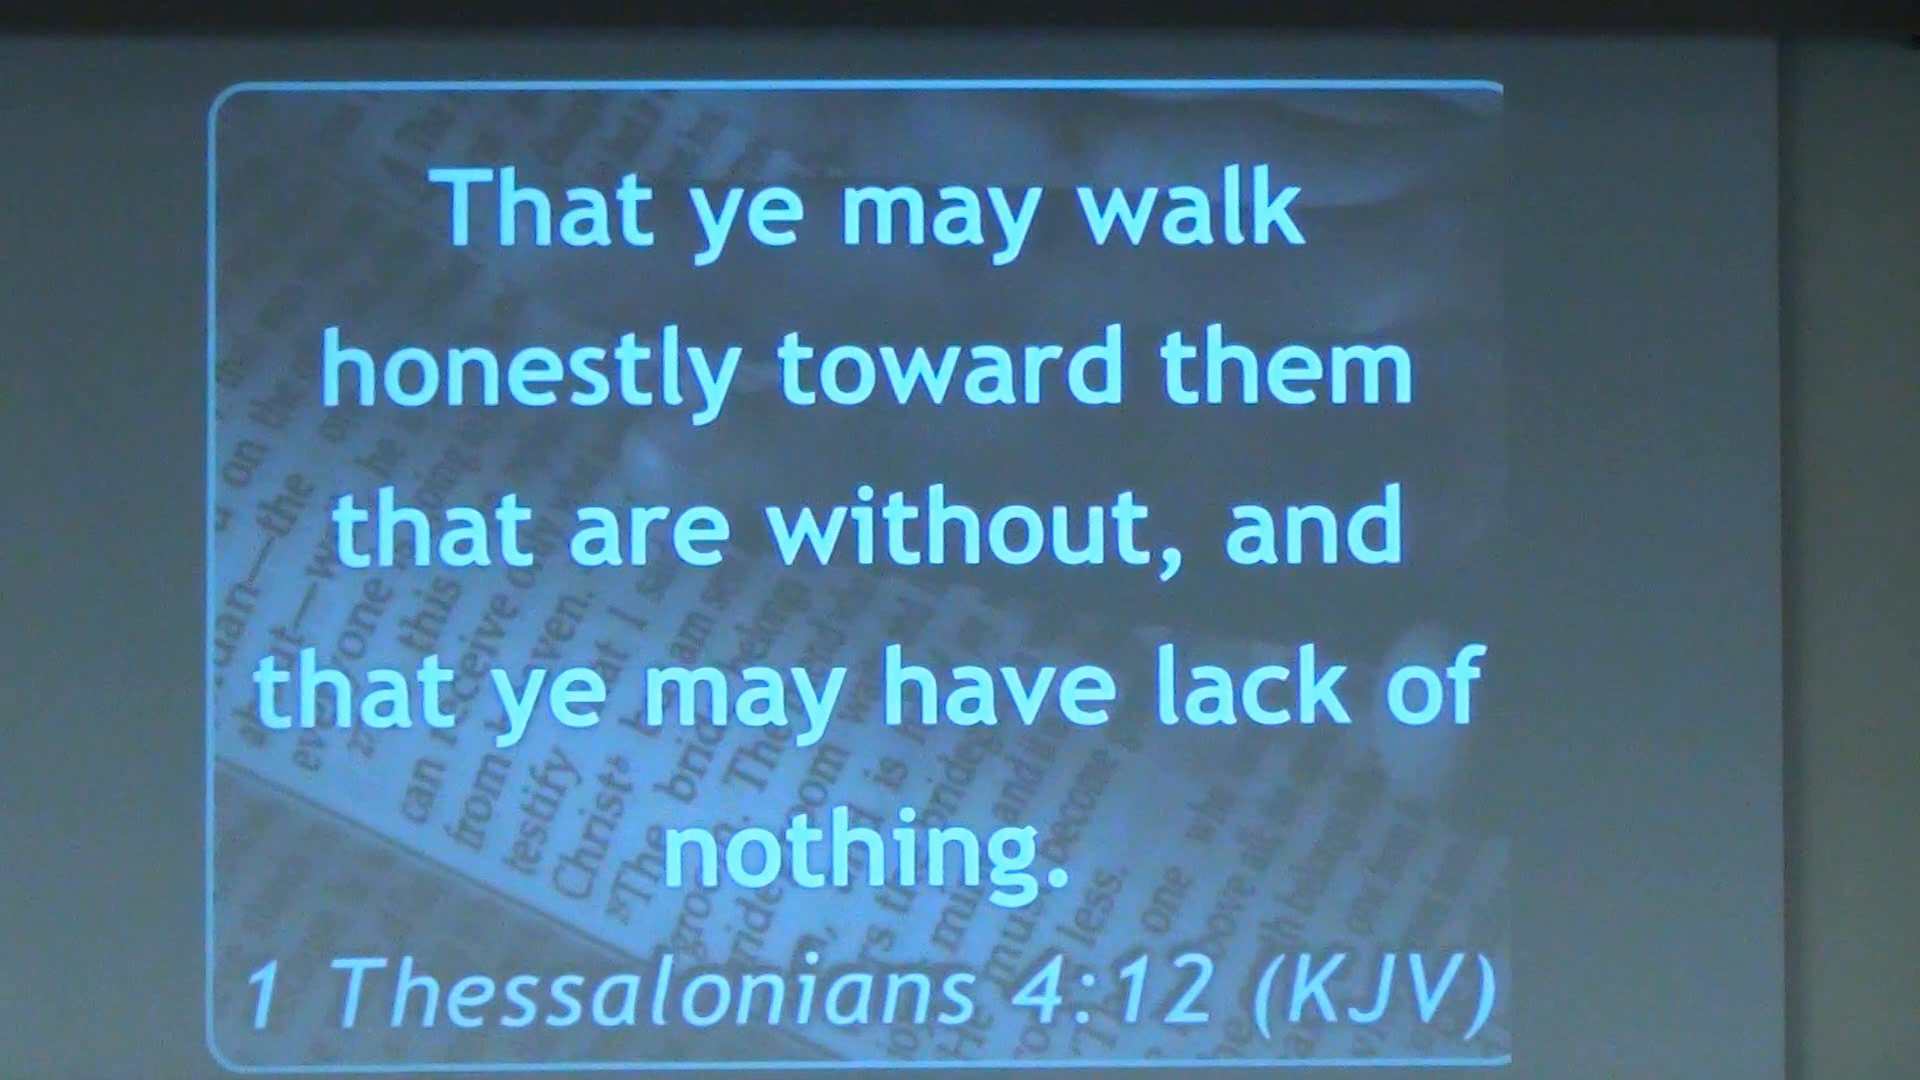 That ye may walk
honestly toward them
that are without, and
that ye may have lack of
nothing.
1 Thessalonians 4:12 (KJV)